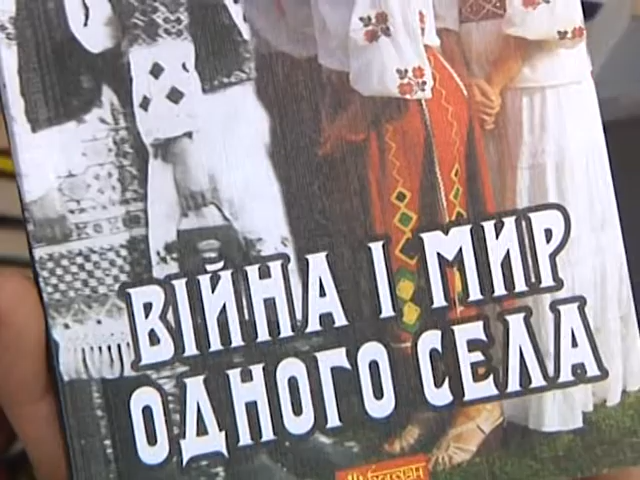 ВІЙНА І МИР
ОДНОГО СЕЛА